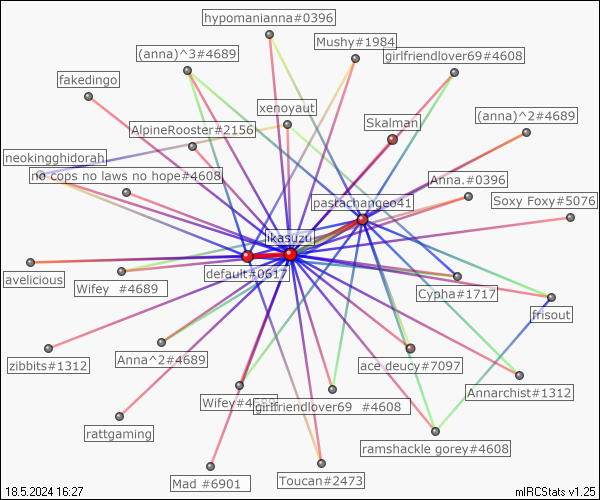 hypomanianna#0396
Mushy#1984
(anna)^3#4689
girlfriendlover69#4608
fakedingo
xenoyaut
Skalman
(anna)^2#4689
AlpineRooster#2156
neokingghidorah
no cops no laws no hope#4608
Anna.#0396
Soxy Foxy#5076
pastachangeo41
ikasuzu
default#0617
avelicious
Wifey #4689
Cypha#1717
frisout
zibbits#1312
Anna^2#4689
ace deucy#7097
Annarchist#1312
Wifey#4689
girlfriendlover69 #4608
rattgaming
ramshackle gorey#4608
Mad #6901
Toucan#2473
18.5.2024 16:27
mIRCStats v1.25